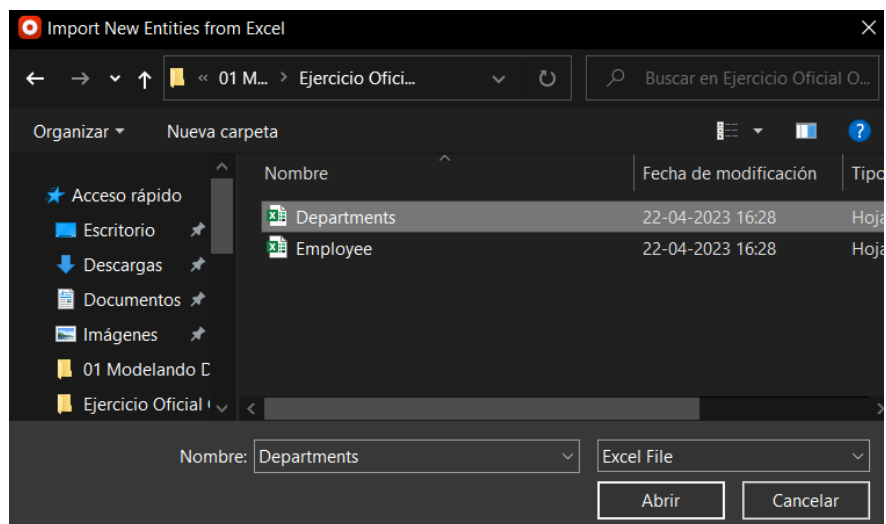 Import New Entities from Excel
« 01 M... > Ejercicio Ofici...
Buscar en Ejercicio Oficial O...
Organizar
Nueva carpeta
Nombre
Fecha de modificación
Tipo
Acceso rápido
Departments
22-04-2023 16:28
Hoja
Escritorio
Employee
22-04-2023 16:28
Hoja
Descargas
Documentos
Imágenes
01 Modelando D
Ejercicio Oficial
Nombre:
Departments
Excel File
Abrir
Cancelar